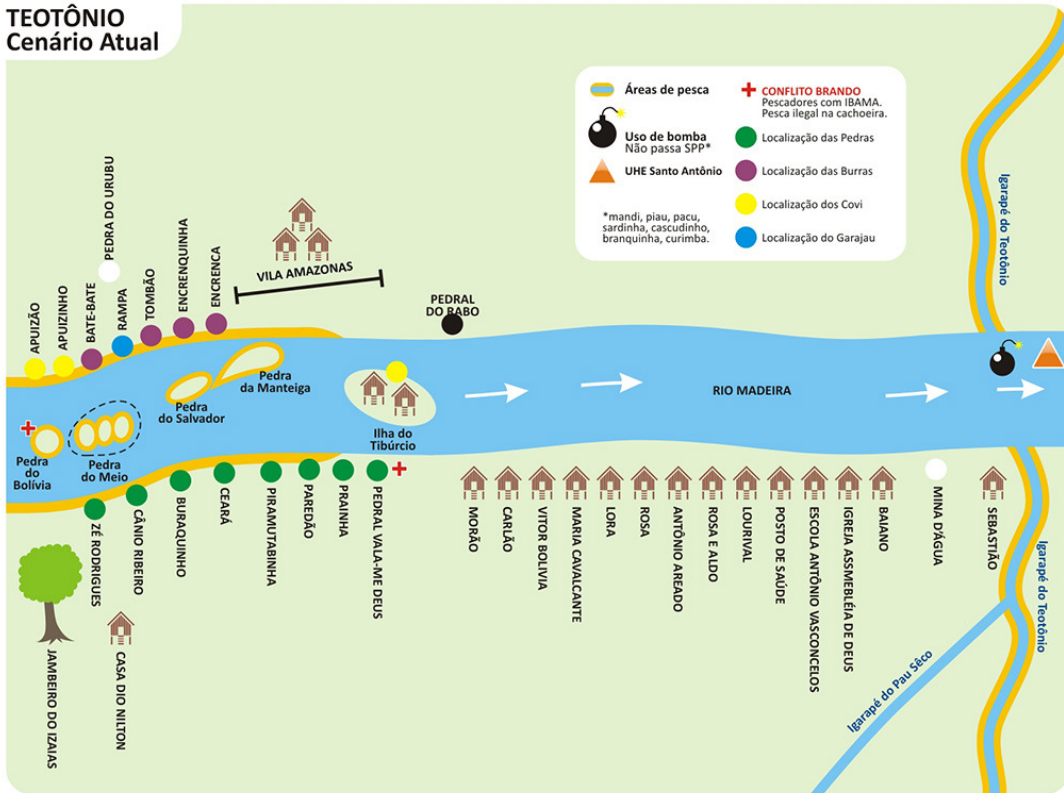 TEOTÔNIO
Cenário Atual
Áreas de pesca
Uso de bomba
Não passa SPP*
UHE Santo Antônio
*mandi, piau, pacu,
sardinha, cascudinho,
branquinha, curimba.
CONFLITO BRANDO
Pescadores com IBAMA.
Pesca ilegal na cachoeira.
Localização das Pedras
Localização das Burras
Localização dos Covi
Localização do Garajau
APUIZÃO
APUIZINHO
BATE-BATE
PEDRA DO URUBU
RAMPA
TOMBÃO
ENCRENQUINHA
ENCRENCA
VILA AMAZONAS
PEDRAL
DO RABO
Igarapé do Teotônio
Pedra
do
Bolívia
Pedra
do Meio
Pedra
do Salvador
Pedra
da Manteiga
Ilha do
Tibúrcio
RIO MADEIRA
ZÉ RODRIGUES
CÂNIO RIBEIRO
BURAQUINHO
CEARÁ
PIRAMUTABINHA
PAREDÃO
PRAINHA
PEDRAL VALA-ME DEUS
MORÃO
CARLÃO
VITOR BOLIVIA
MARIA CAVALCANTE
LORA
ROSA
ANTÔNIO AREADO
ROSA E ALDO
LOURIVAL
POSTO DE SAÚDE
ESCOLA ANTÔNIO VASCONCELOS
IGREJA ASSMEBLÉIA DE DEUS
BAIANO
MINA D'ÁGUA
SEBASTIÃO
JAMBEIRO DO IZAIAS
CASA DIO NILTON
Igarapé do Pau Sêco
Igarapé do Teotônio